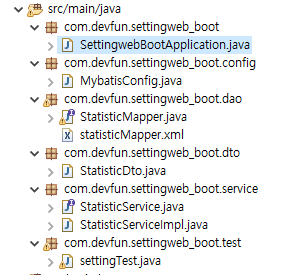 src/main/java
com.devfun.settingweb_boot
SettingwebBootApplication.java
com.devfun.settingweb_boot.config
MybatisConfig.java
com.devfun.settingweb_boot.dao
StatisticMapper.java
statisticMapper.xml
com.devfun.settingweb_boot.dto
StatisticDto.java
com.devfun.settingweb_boot.service
StatisticService.java
StatisticServiceImpl.java
com.devfun.settingweb_boot.test
settingTest.java